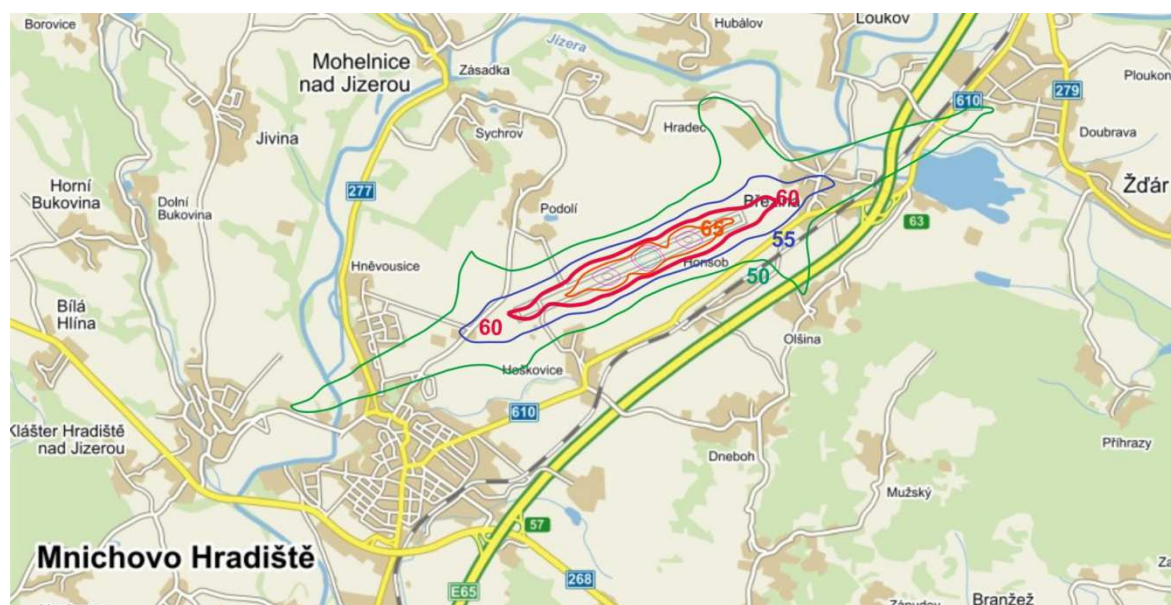 Borovice
Hubálov
Loukov
Jizera
Mohelnice
nad Jizerou
Zásadka
279
Ploukon
610
Sychrov
Hradec
Jivina
Doubrava
277
Horní
Bukovina
Dolní
Bukovina
Žďár
60
Podolí
65
63
55
Hněvousice
Honsob
50
Bílá
Hlína
60
Olšina
Hoškovice
610
Klášter Hradiště
nad Jizerou
Příhrazy
Dneboh
Mužský
57
Mnichovo Hradiště
268
E65
Branžež